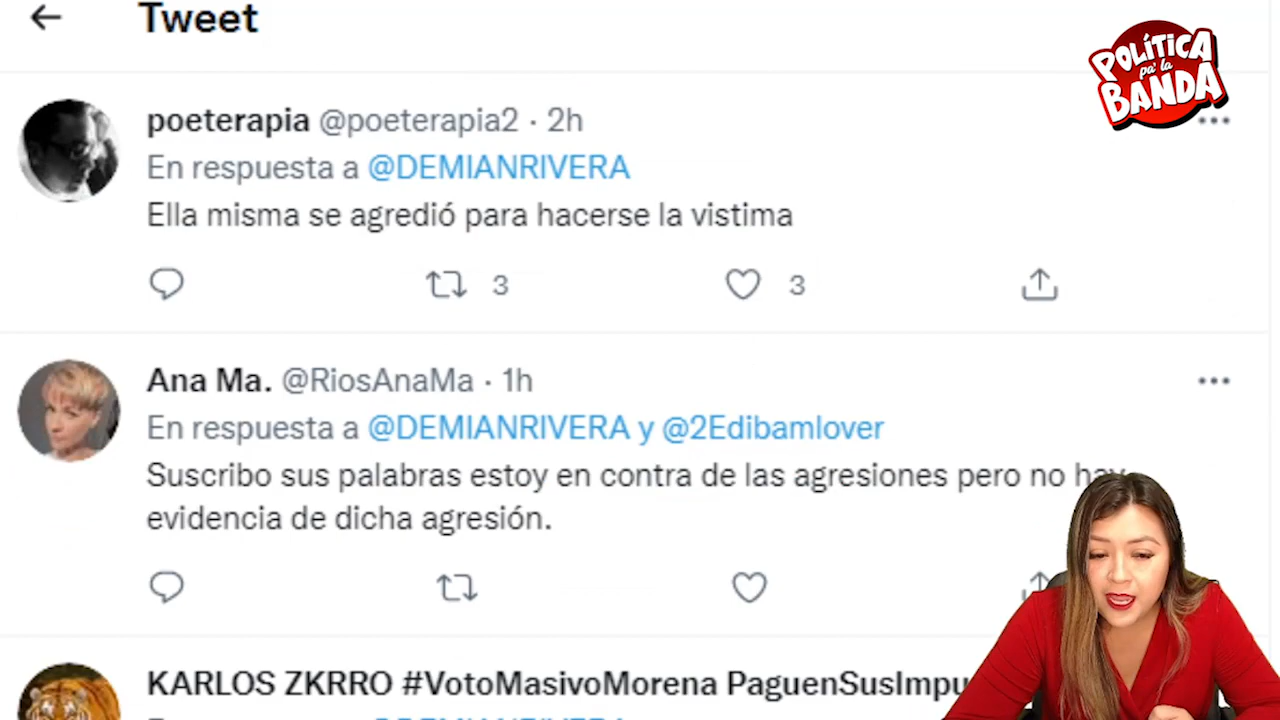 Tweet
POLÍTICA
pa' la
BANDA
poeterapia @poeterapia2 · 2h
En respuesta a @DEMIANRIVERA
Ella misma se agredió para hacerse la vistima
3 3
Ana Ma. @RiosAnaMa · 1h
En respuesta a @DEMIANRIVERA y @2Edibamlover
Suscribo sus palabras estoy en contra de las agresiones pero no hay
evidencia de dicha agresión.
KARLOS ZKRRO #VotoMasivoMorena PaguenSusImpu